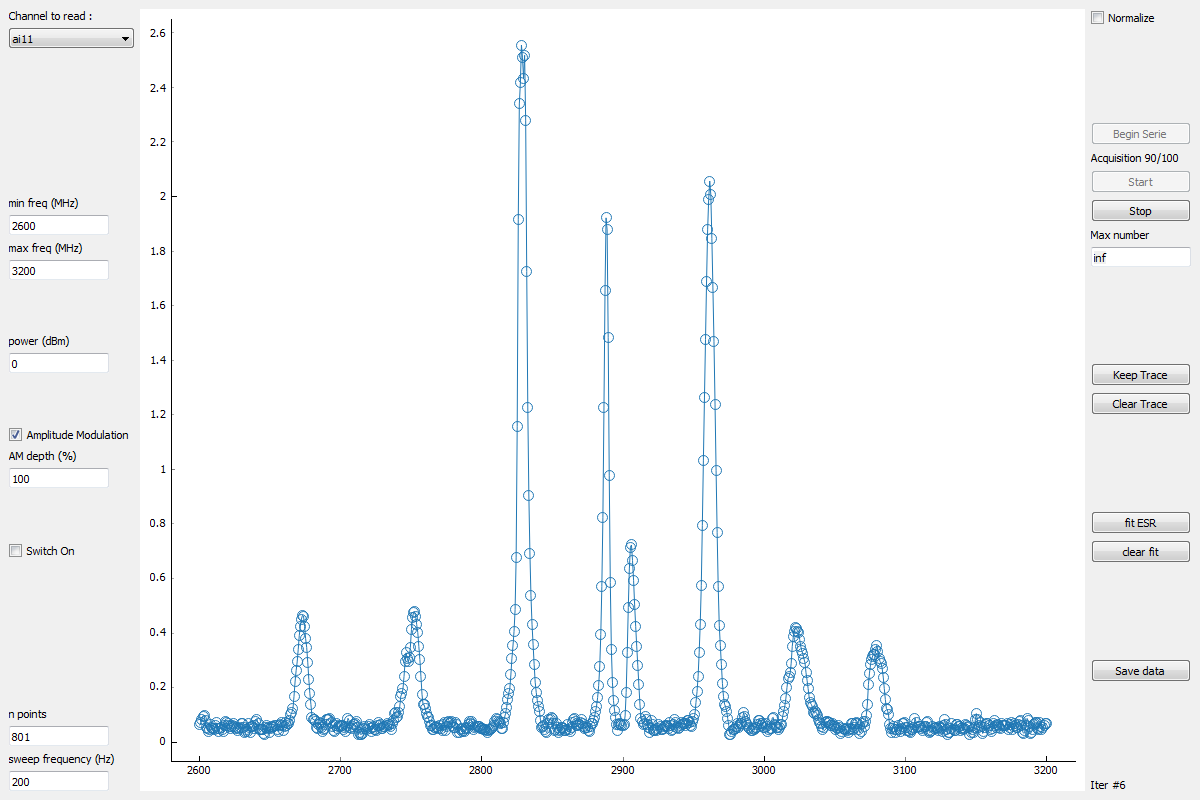 Channel to read :
ai11
min freq (MHz)
2600
max freq (MHz)
3200
power (dBm)
0
Amplitude Modulation
AM depth (%)
100
Switch On
n points
801
sweep frequency (Hz)
200
2.6
2.4
2.2
2
1.8
1.6
1.4
1.2
1
0.8
0.6
0.4
0.2
0
2600 2700 2800 2900 3000 3100 3200
Normalize
Begin Serie
Acquisition 90/100
Start
Stop
Max number
inf
Keep Trace
Clear Trace
fit ESR
clear fit
Save data
Iter #6